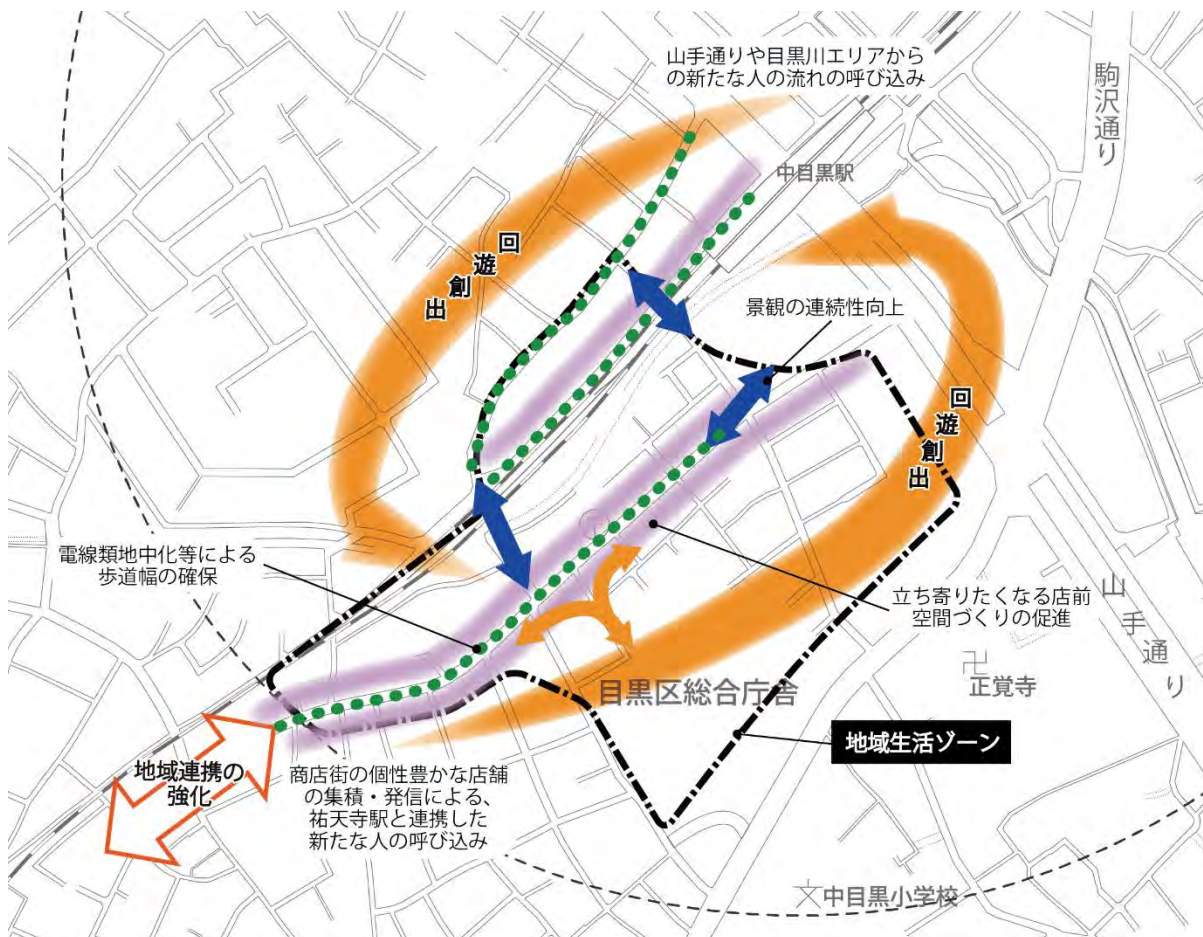 山手通りや目黒川エリアから
の新たな人の流れの呼び込み
駒沢通り
中目黒駅
回遊創出
景観の連続性向上
回遊創出
電線類地中化等による
歩道幅の確保
立ち寄りたくなる店前
空間づくりの促進
山手通り
正覚寺
目黒区総合庁舎
地域生活ゾーン
地域連携の
強化
商店街の個性豊かな店舗
の集積・発信による、
祐天寺駅と連携した
新たな人の呼び込み
中目黒小学校